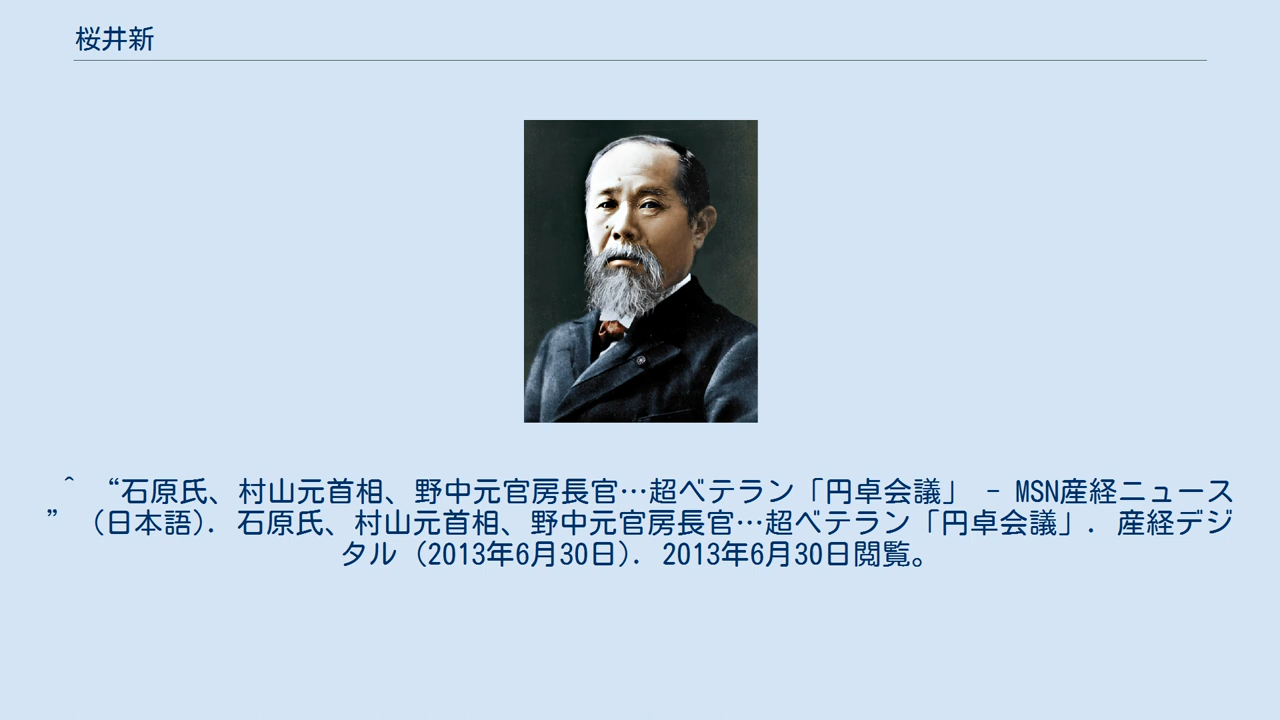 桜井新
^ “石原氏、村山元首相、野中元官房長官…超ベテラン「円卓会議」 - MSN産経ニュース
” (日本語). 石原氏、村山元首相、野中元官房長官…超ベテラン「円卓会議」. 産経デジ
タル (2013年6月30日). 2013年6月30日閲覧。